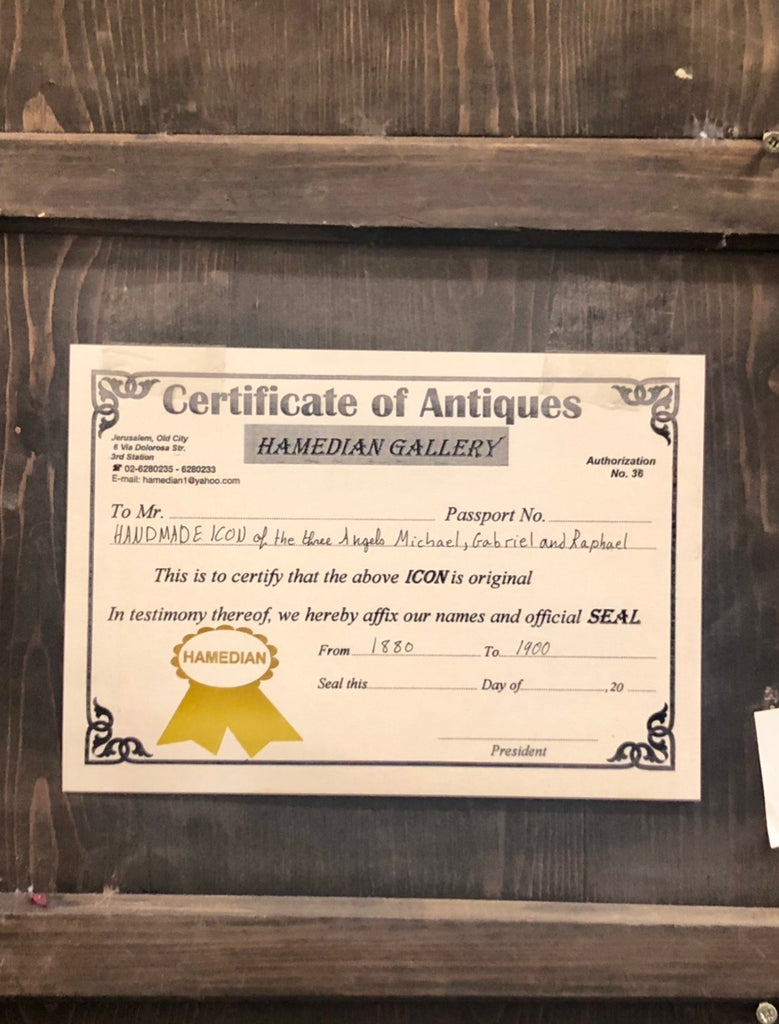 Certificate of Antiques
HAMEDIAN GALLERY
Jerusalem, Old City
6 Via Dolorosa Str.
3rd Station
☎ 02-6280235 - 6280233
E-mail: hamedian1@yahoo.com
Authorization
No. 36
To Mr. Passport No.
HANDMADE ICON of the three Angels Michael, Gabriel and Raphael
This is to certify that the above ICON is original
In testimony thereof, we hereby affix our names and official SEAL
HAMEDIAN
From 1880 To 1900
Seal this Day of , 20
President